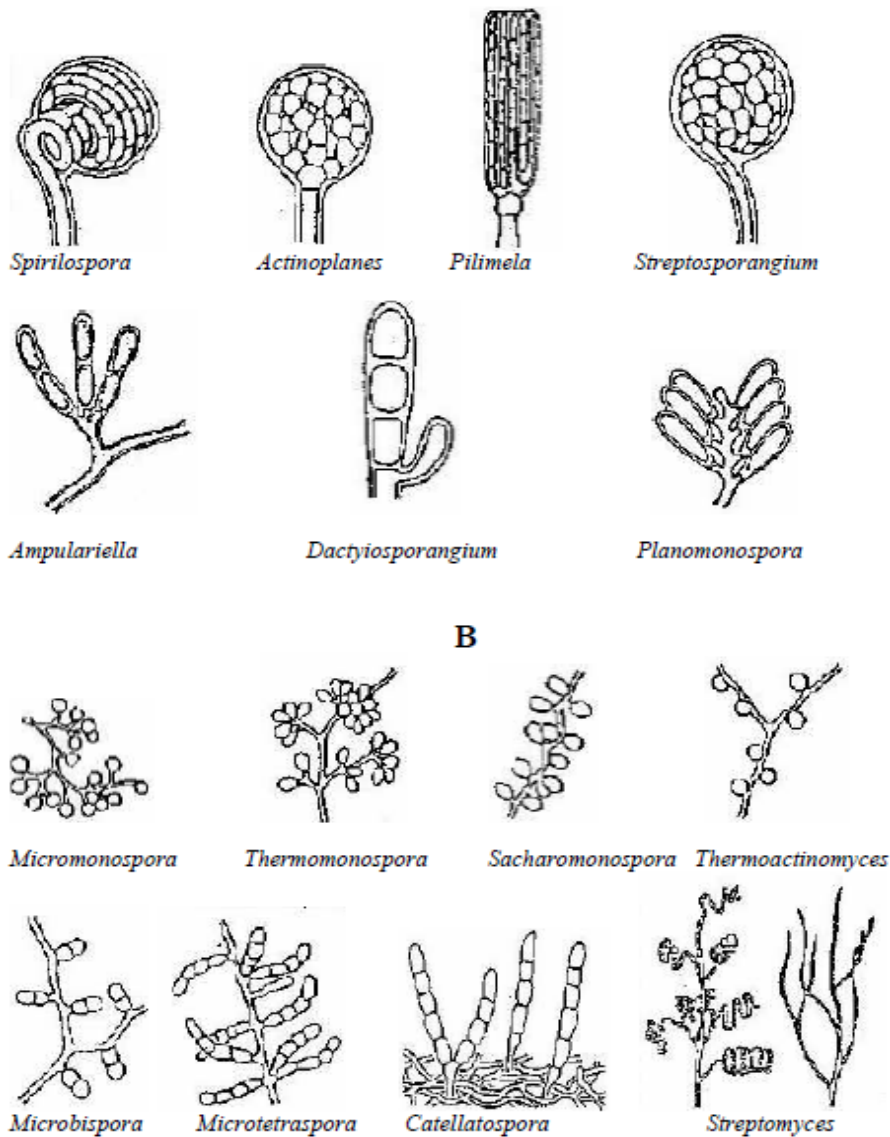 Spirilospora Actinoplanes Pilimela Streptosporangium
Ampulariella Dactyiosporangium Planomonospora
B
Micromonospora Thermomonospora Sacharomonospora Thermoactinomyces
Microbispora Microtetraspora Catellatospora Streptomyces